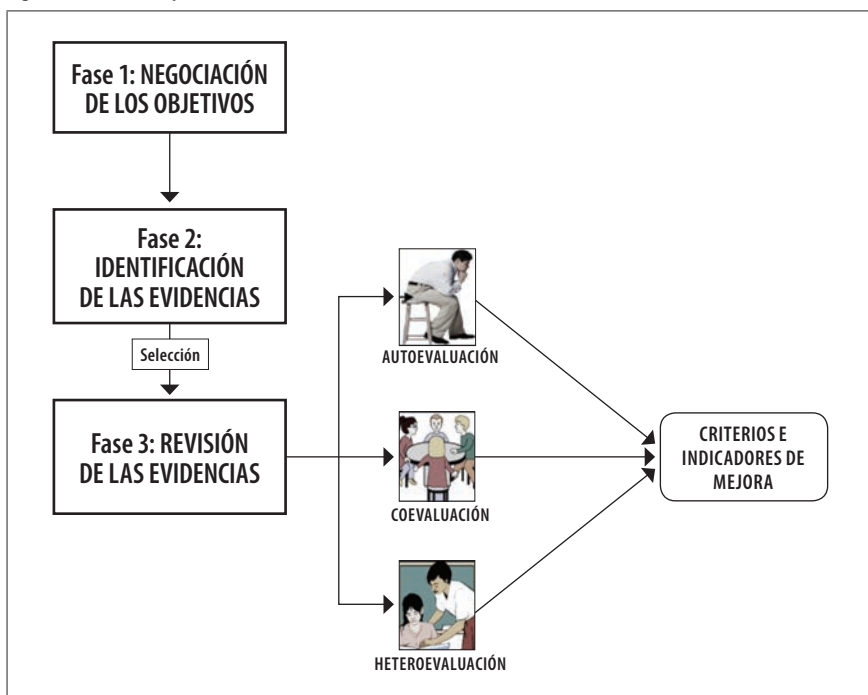 Fase 1: NEGOCIACIÓN
DE LOS OBJETIVOS
Fase 2:
IDENTIFICACIÓN
DE LAS EVIDENCIAS
Selección
Fase 3: REVISIÓN
DE LAS EVIDENCIAS
AUTOEVALUACIÓN
COEVALUACIÓN
HETEROEVALUACIÓN
CRITERIOS E
INDICADORES DE
MEJORA